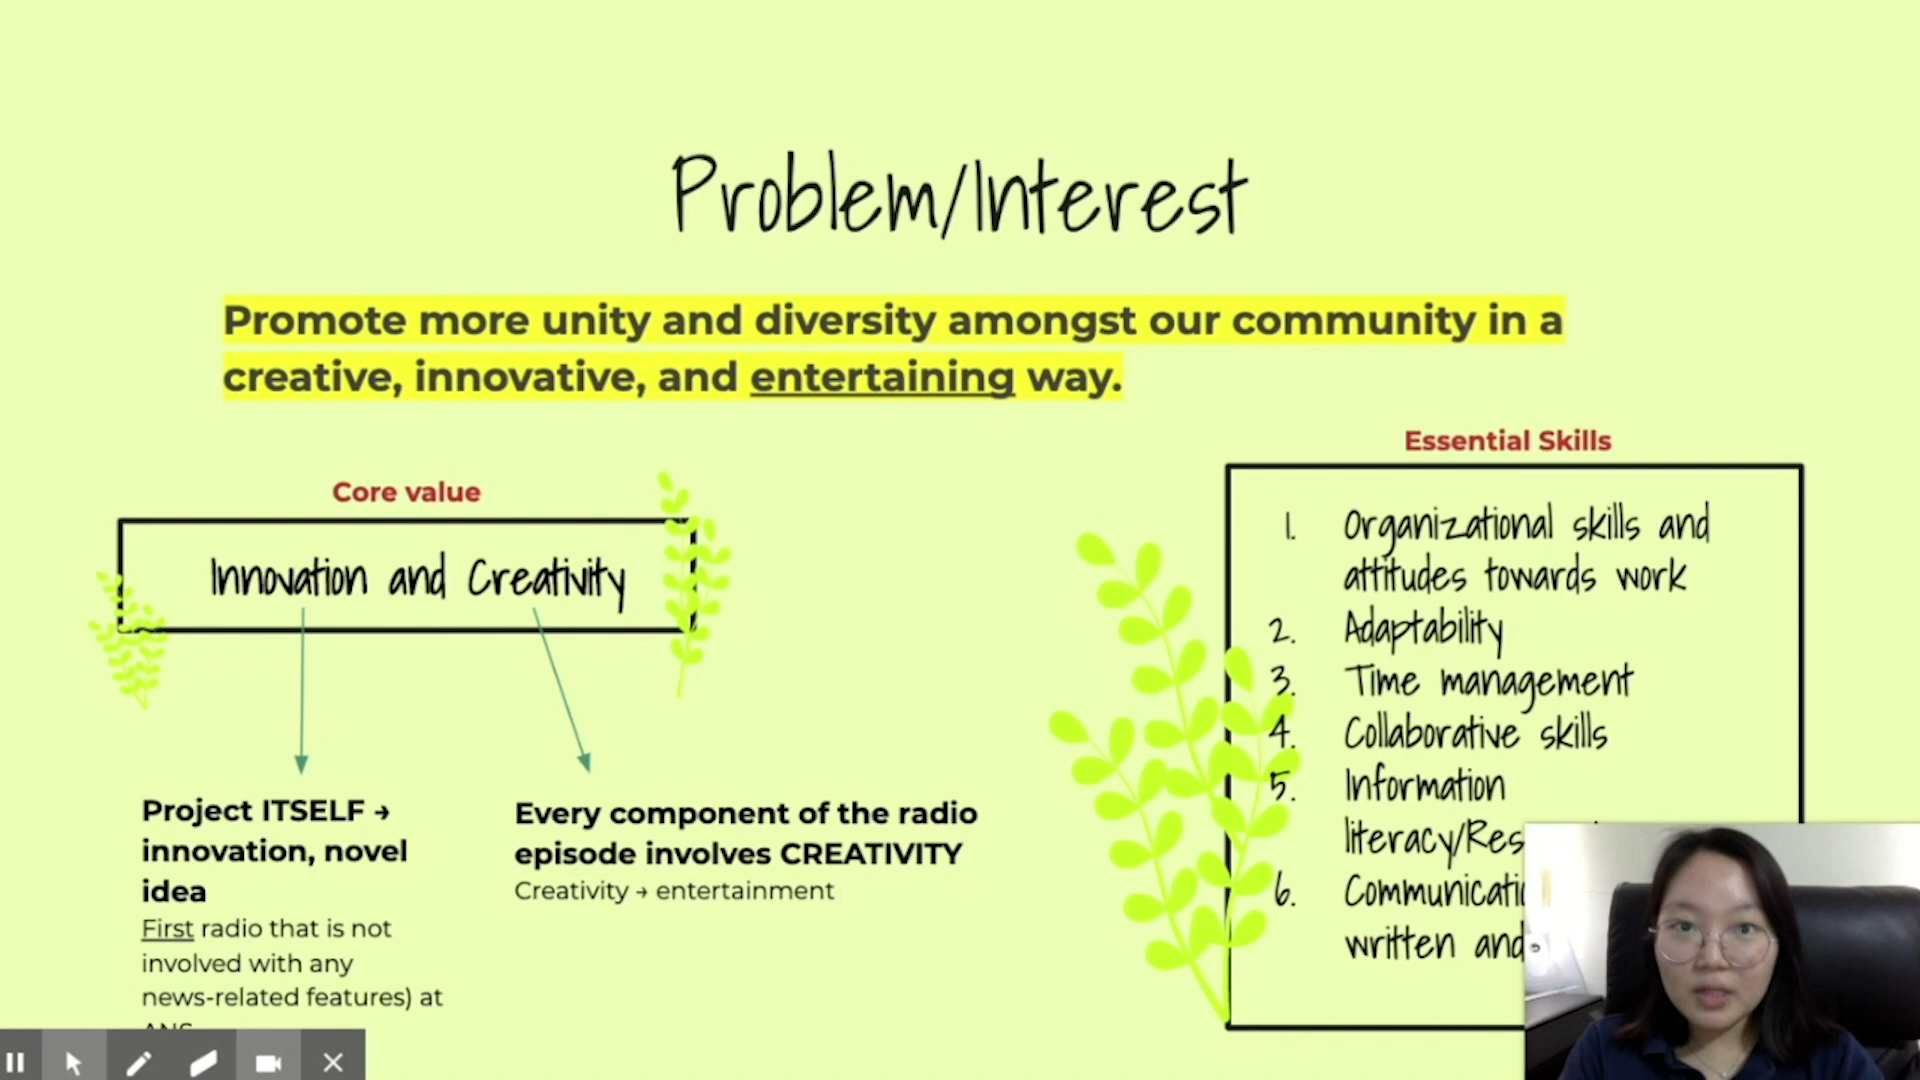 Problem/Interest
Promote more unity and diversity amongst our community in a
creative, innovative, and entertaining way.
Core value
Innovation and Creativity
Project ITSELF →
innovation, novel
idea
First radio that is not
involved with any
news-related features) at
Every component of the radio
episode involves CREATIVITY
Creativity → entertainment
Essential Skills
1. Organizational skills and
attitudes towards work
2. Adaptability
3. Time management
4. Collaborative skills
5. Information
literacy/Res
6. Communicatio
written and